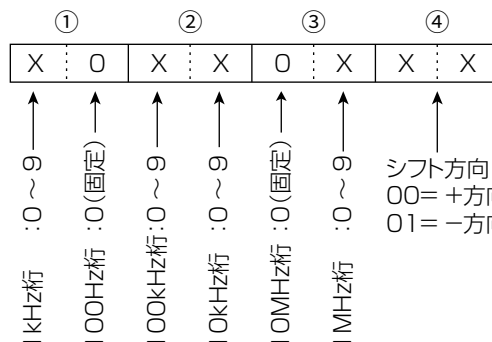 ① ② ③ ④
X 0 X X 0 X X X
1kHz桁 :0～9
100Hz桁 :0(固定)
100kHz桁:0～9
10kHz桁 :0～9
10MHz桁 :0(固定)
1MHz桁 :0～9
シフト方向
00= +方向
01= −方向